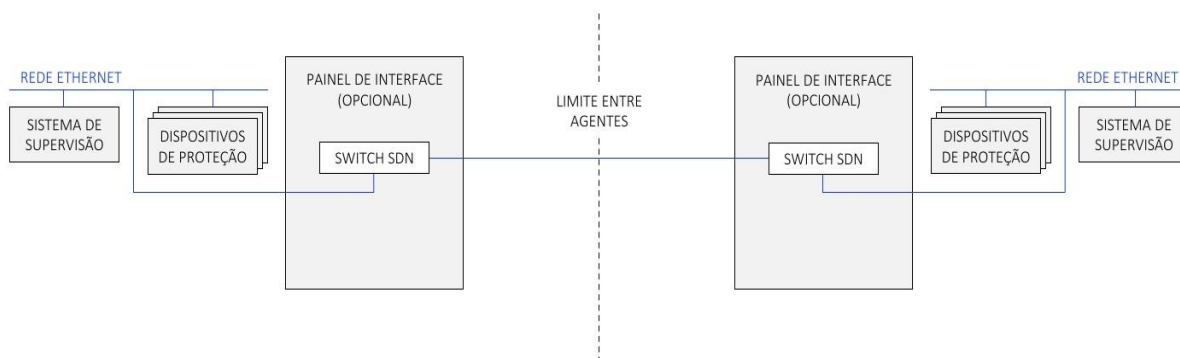 REDE ETHERNET
SISTEMA DE
SUPERVISÃO
DISPOSITIVOS
DE PROTEÇÃO
PAINEL DE INTERFACE
(OPCIONAL)
SWITCH SDN
LIMITE ENTRE
AGENTES
PAINEL DE INTERFACE
(OPCIONAL)
SWITCH SDN
REDE ETHERNET
DISPOSITIVOS
DE PROTEÇÃO
SISTEMA DE
SUPERVISÃO